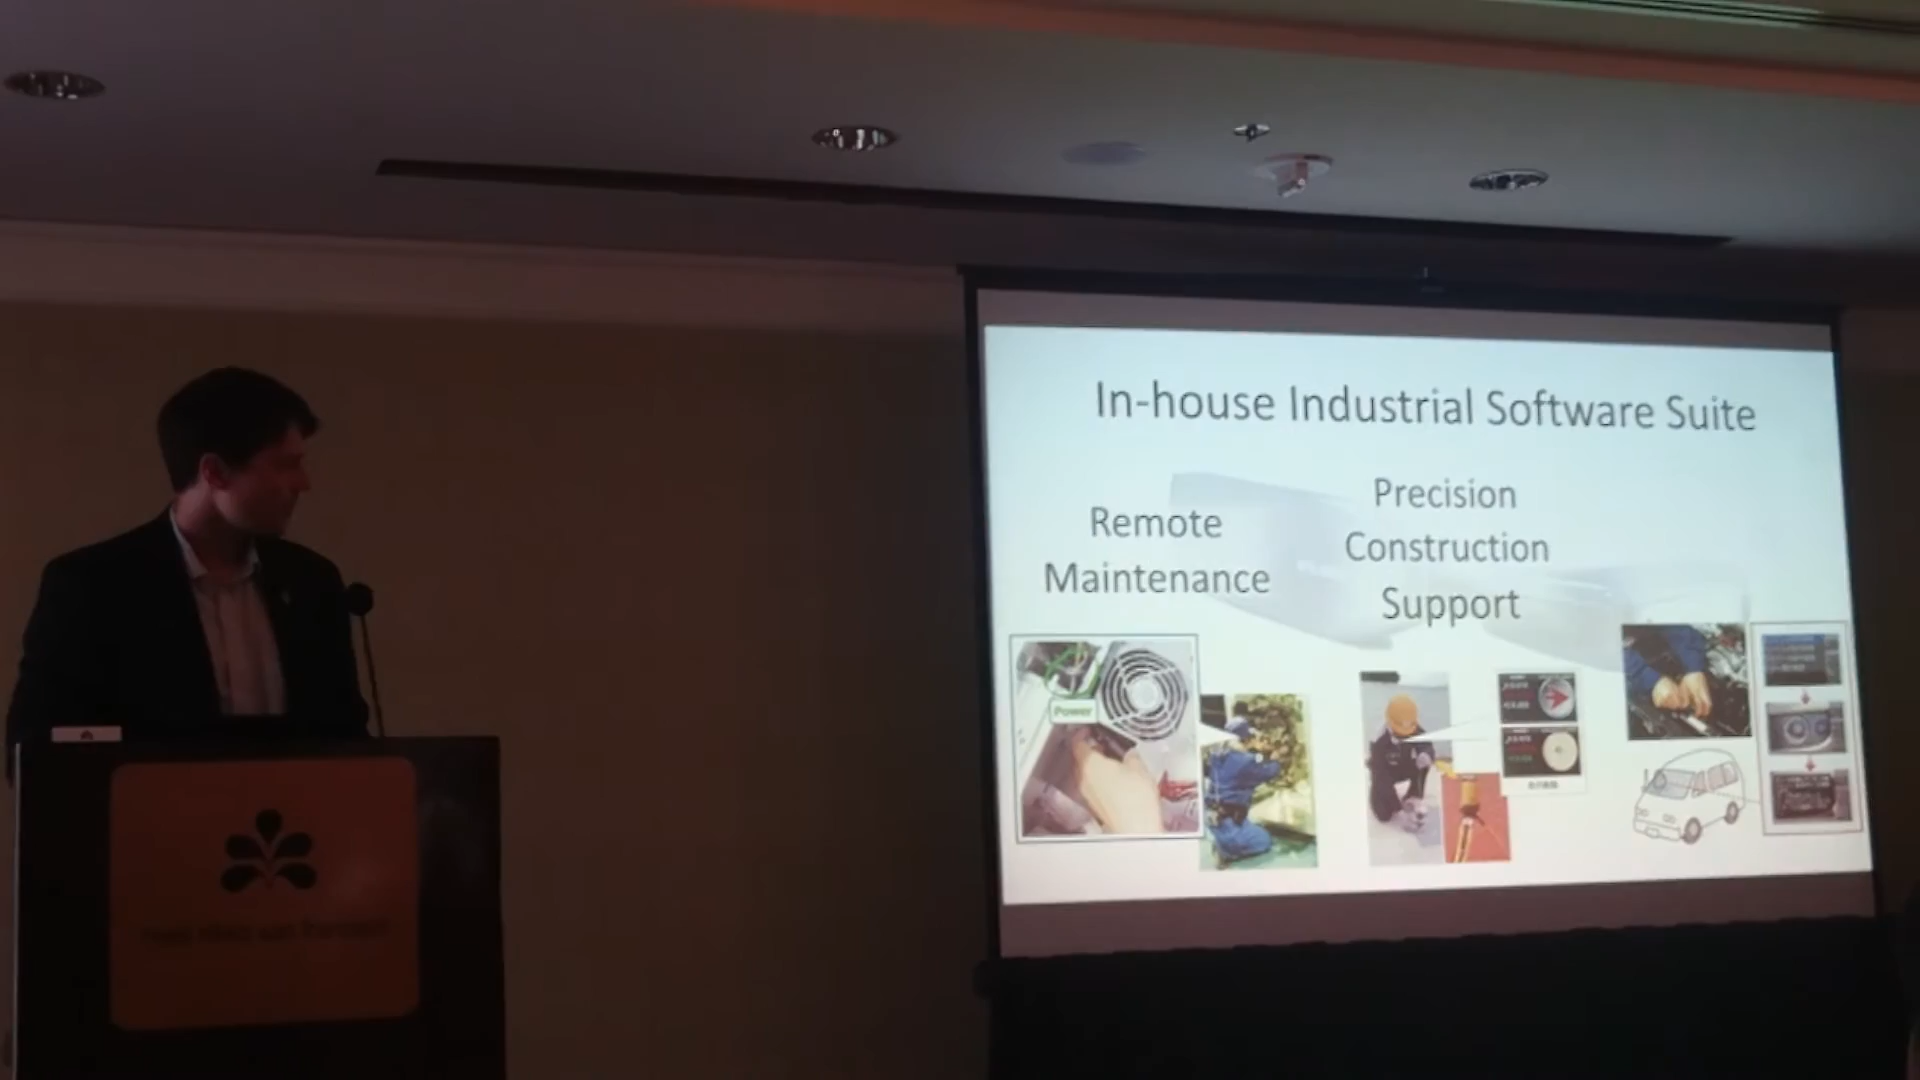 In-house Industrial Software Suite
Remote
Maintenance
Precision
Construction
Support
Power